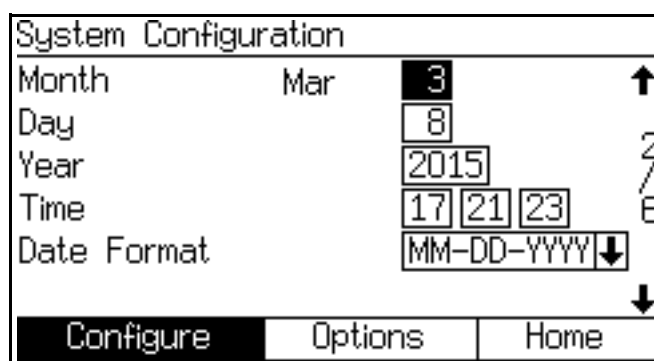 System Configuration
Month Mar 3
Day 8
Year 2015
Time 17 21 23
Date Format MM-DD-YYYY
2
/
Configure Options Home